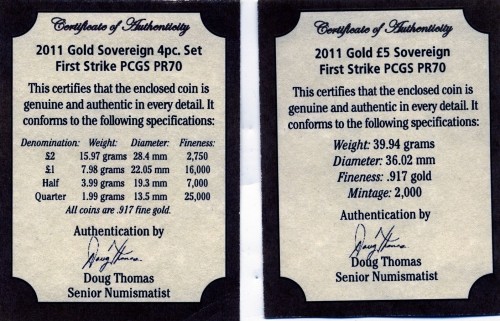 Certificate of Authenticity
2011 Gold Sovereign 4pc. Set
First Strike PCGS PR70
This certifies that the enclosed coin is
genuine and authentic in every detail. It
conforms to the following specifications:
Denomination: Weight: Diameter: Fineness:
£2 15.97 grams 28.4 mm 2,750
£1 7.98 grams 22.05 mm 16,000
Half 3.99 grams 19.3 mm 7,000
Quarter 1.99 grams 13.5 mm 25,000
All coins are .917 fine gold.
Authentication by
Doug Thomas
Doug Thomas
Senior Numismatist
Certificate of Authenticity
2011 Gold £5 Sovereign
First Strike PCGS PR70
This certifies that the enclosed coin is
genuine and authentic in every detail. It
conforms to the following specifications:
Weight: 39.94 grams
Diameter: 36.02 mm
Fineness: .917 gold
Mintage: 2,000
Authentication by
Doug Thomas
Doug Thomas
Senior Numismatist